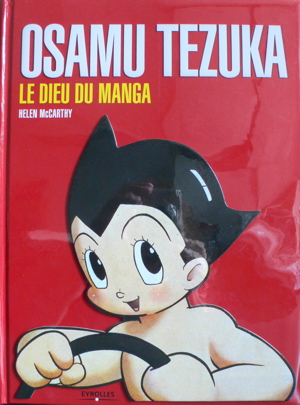 OSAMU TEZUKA
LE DIEU DU MANGA
HELEN McCARTHY
EYROLLES